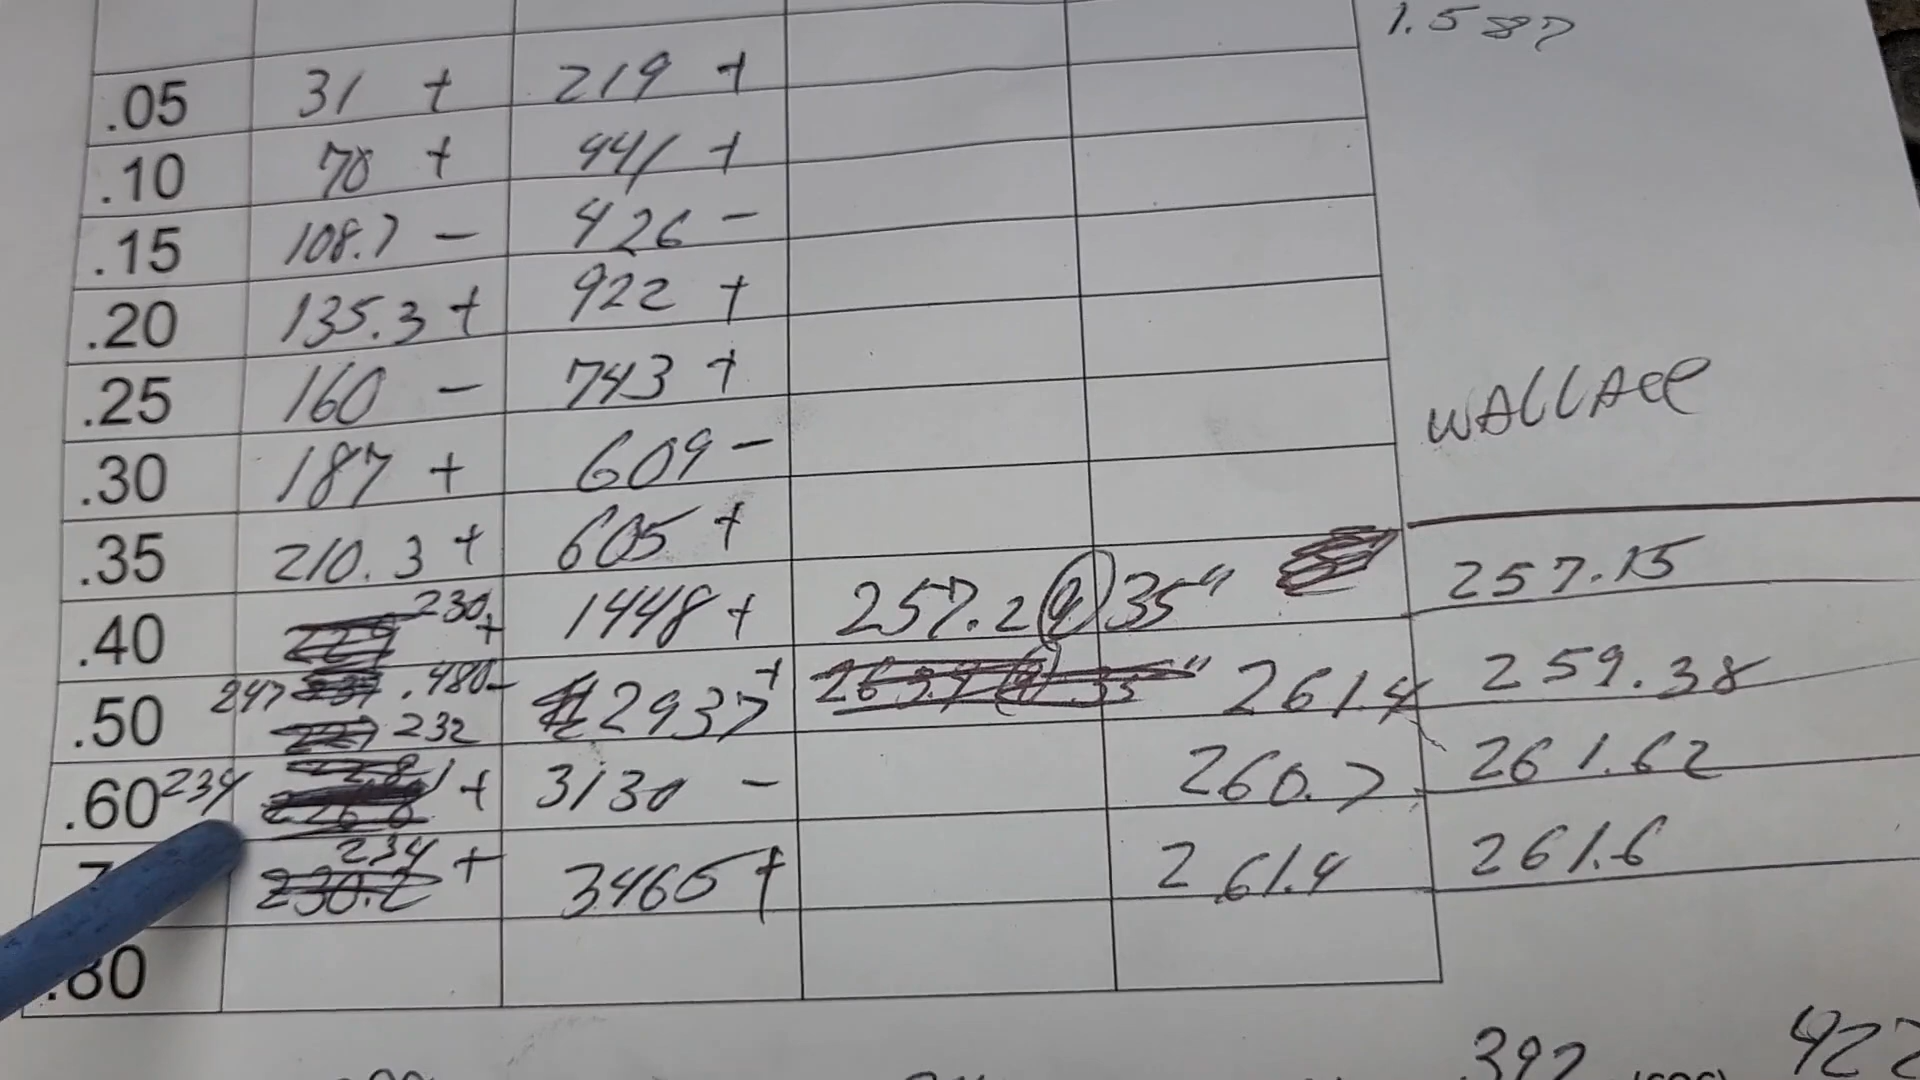 1.587
.05 31 + 219 +
.10 70 + 441 +
.15 108.7 - 426 -
.20 135.3 + 922 +
.25 160 - 743 +
WALLACE
.30 187 + 609 -
.35 210.3 + 605 +
.40 230. + 1448 + 257.2 @ 35" 257.15
.50 247 .480 - 2937 + 261.4 259.38
232
.60 234 + 3130 - 260.7 261.62
234 + 3465 + 261.4 261.6
.80
.392 422